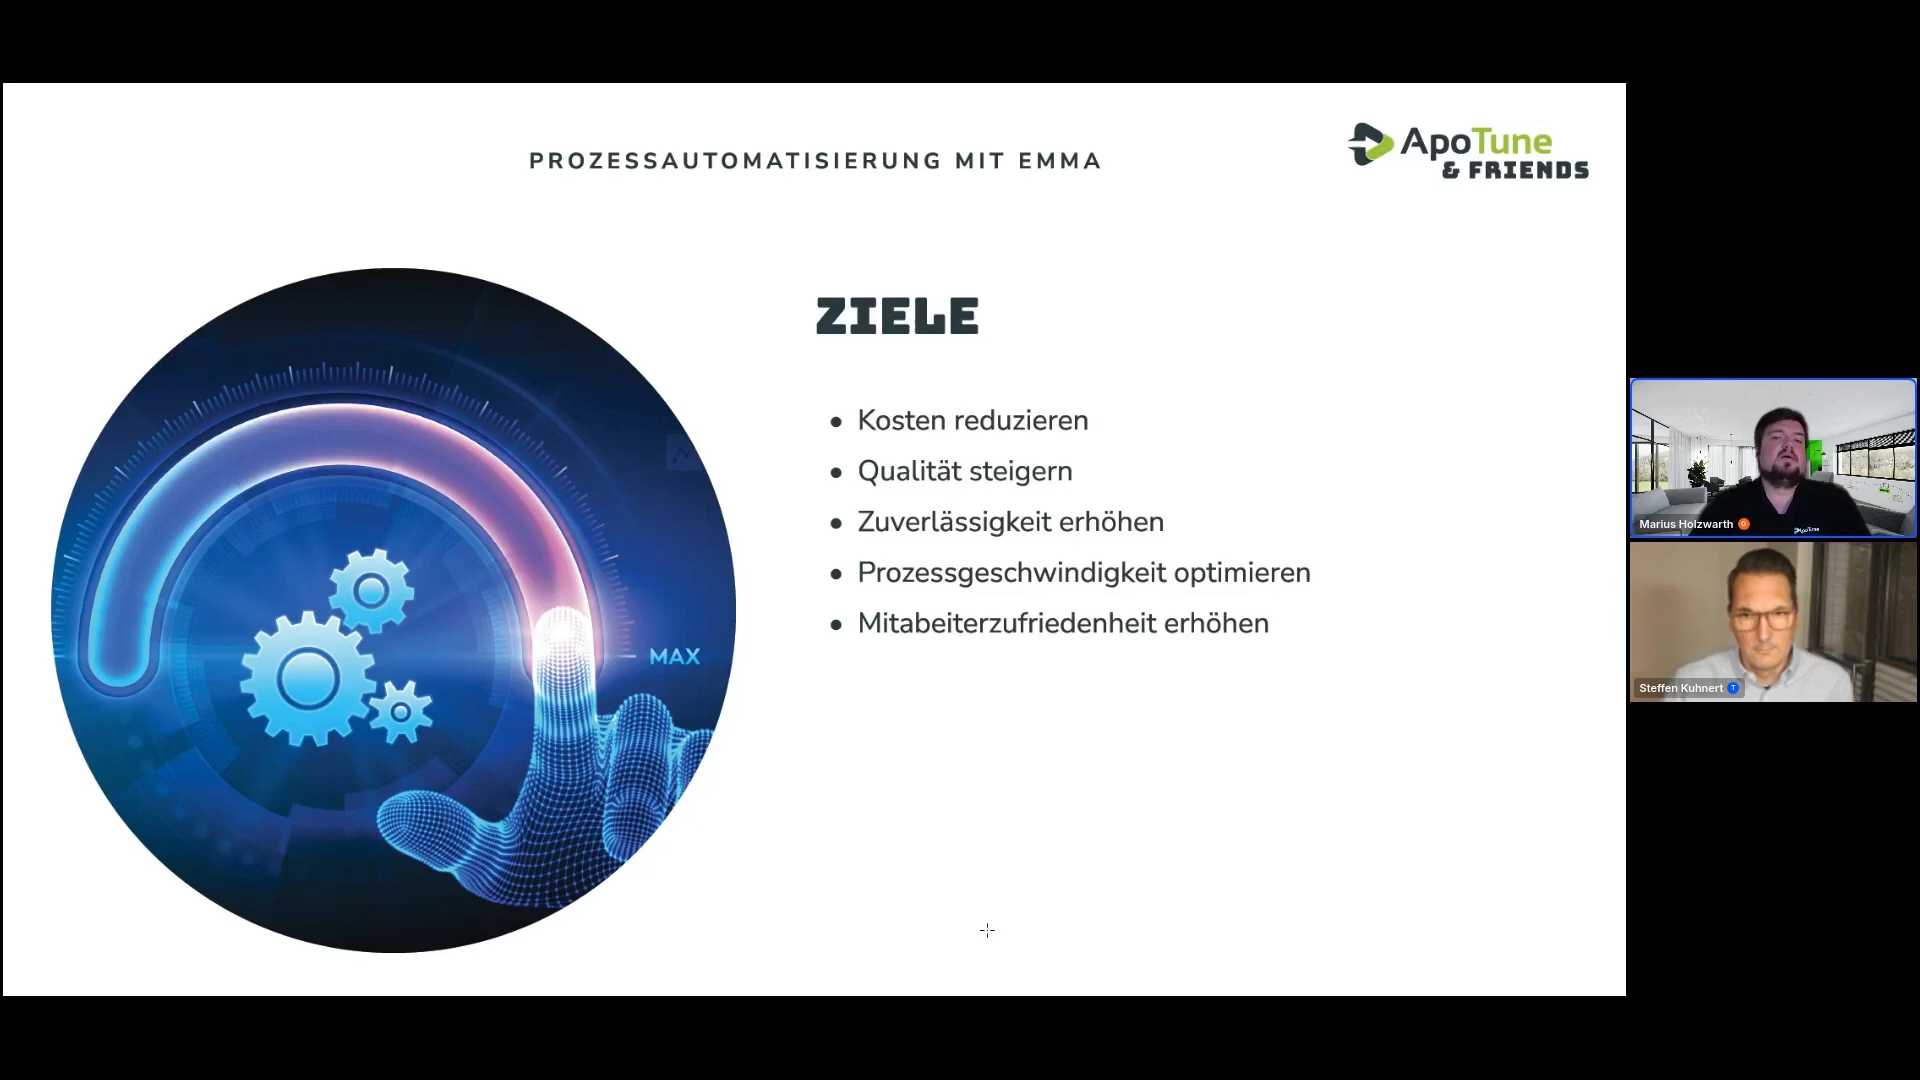 PROZESSAUTOMATISIERUNG MIT EMMA
ApoTune
& FRIENDS
ZIELE
• Kosten reduzieren
• Qualität steigern
• Zuverlässigkeit erhöhen
• Prozessgeschwindigkeit optimieren
• Mitabeiterzufriedenheit erhöhen
MAX
Marius Holzwarth G
ApoTune
Steffen Kuhnert T